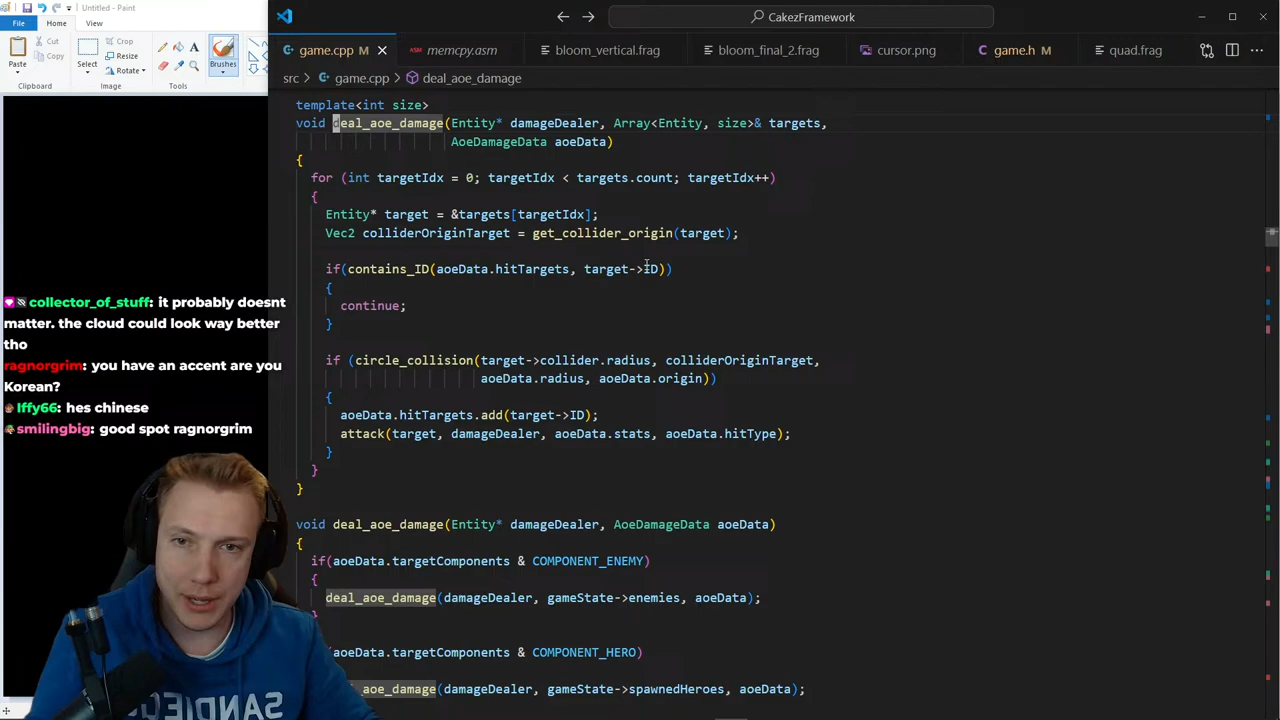 Untitled - Paint
File Home View
Cut
Copy
Paste
Clipboard
Crop
Resize
Rotate
Select
Image
Tools
Brushes
CakezFramework
game.cpp M memcpy.asm bloom_vertical.frag bloom_final_2.frag cursor.png game.h M quad.frag
src > game.cpp > deal_aoe_damage
template<int size>
void deal_aoe_damage(Entity* damageDealer, Array<Entity, size>& targets,
AoeDamageData aoeData)
{
for (int targetIdx = 0; targetIdx < targets.count; targetIdx++)
{
Entity* target = &targets[targetIdx];
Vec2 colliderOriginTarget = get_collider_origin(target);
if(contains_ID(aoeData.hitTargets, target->ID))
{
continue;
}
if (circle_collision(target->collider.radius, colliderOriginTarget,
aoeData.radius, aoeData.origin))
{
aoeData.hitTargets.add(target->ID);
attack(target, damageDealer, aoeData.stats, aoeData.hitType);
}
}
}
void deal_aoe_damage(Entity* damageDealer, AoeDamageData aoeData)
{
if(aoeData.targetComponents & COMPONENT_ENEMY)
{
deal_aoe_damage(damageDealer, gameState->enemies, aoeData);
}
(aoeData.targetComponents & COMPONENT_HERO)
_aoe_damage(damageDealer, gameState->spawnedHeroes, aoeData);
collector_of_stuff: it probably doesnt
matter. the cloud could look way better
tho
ragnorgrim: you have an accent are you
Korean?
lffy66: hes chinese
smilingbig: good spot ragnorgrim
SANDIEG